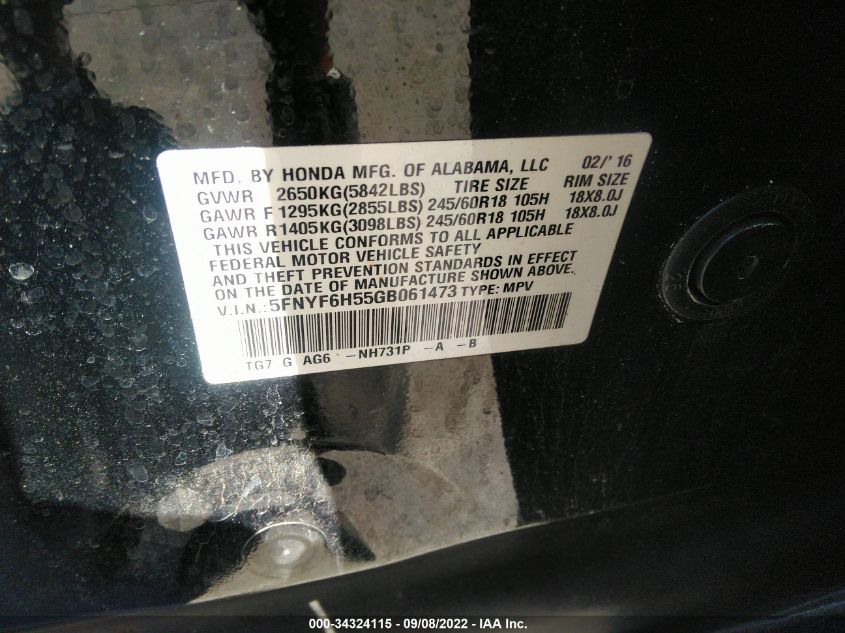 MFD. BY HONDA MFG. OF ALABAMA, LLC 02/'16
GVWR 2650KG(5842LBS) TIRE SIZE RIM SIZE
GAWR F 1295KG(2855LBS) 245/60R18 105H 18X8.0J
GAWR R1405KG(3098LBS) 245/60R18 105H 18X8.0J
THIS VEHICLE CONFORMS TO ALL APPLICABLE
FEDERAL MOTOR VEHICLE SAFETY
AND THEFT PREVENTION STANDARDS IN EFFECT
ON THE DATE OF MANUFACTURE SHOWN ABOVE.
V.I.N.: 5FNYF6H55GB061473 TYPE: MPV
TG7 G AG6 -NH731P -A -B
000-34324115 - 09/08/2022 - IAA Inc.